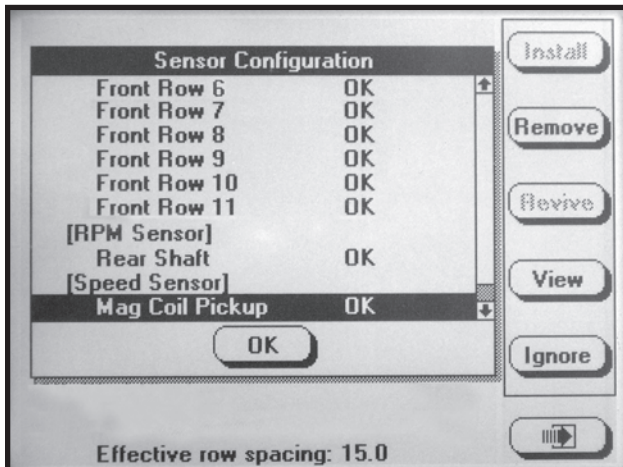 Sensor Configuration
Front Row 6 OK
Front Row 7 OK
Front Row 8 OK
Front Row 9 OK
Front Row 10 OK
Front Row 11 OK
[RPM Sensor]
Rear Shaft OK
[Speed Sensor]
Mag Coil Pickup OK
OK
Effective row spacing: 15.0
Install
Remove
Revive
View
Ignore